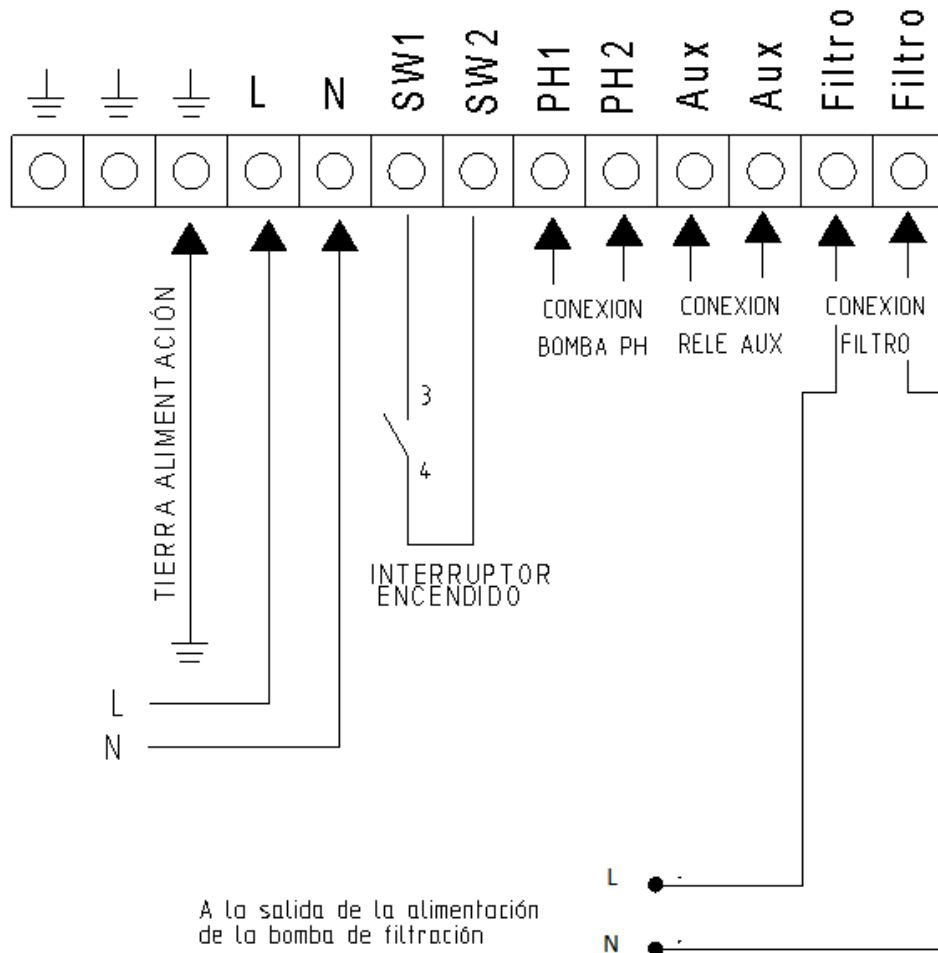 L
N
SW1
SW2
PH1
PH2
Aux
Aux
Filtro
Filtro
TIERRA ALIMENTACIÓN
CONEXION
BOMBA PH
CONEXION
RELE AUX
CONEXION
FILTRO
3
4
INTERRUPTOR
ENCENDIDO
L
N
A la salida de la alimentación
de la bomba de filtración
L
N